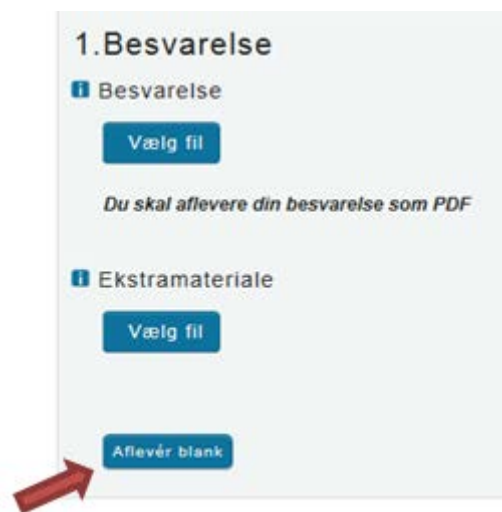 1.Besvarelse
Besvarelse
Vælg fil
Du skal aflevere din besvarelse som PDF
Ekstramateriale
Vælg fil
Aflevér blank